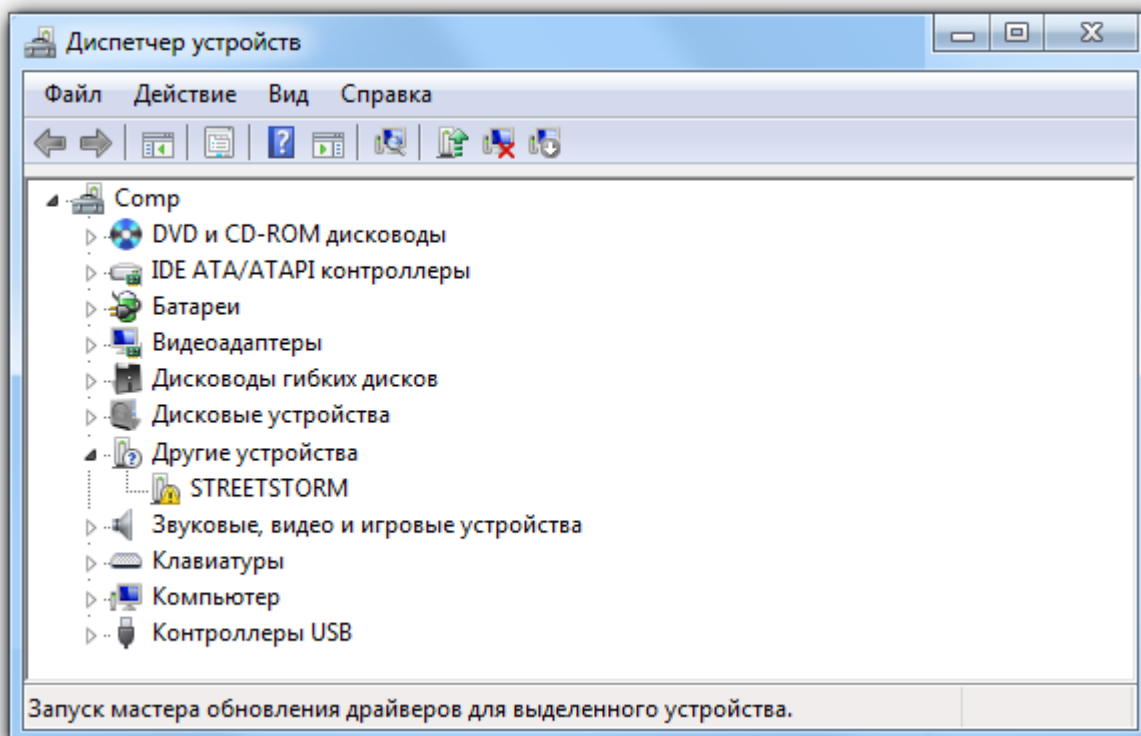 Диспетчер устройств
Файл Действие Вид Справка
Comp
DVD и CD-ROM дисководы
IDE ATA/ATAPI контроллеры
Батареи
Видеоадаптеры
Дисководы гибких дисков
Дисковые устройства
Другие устройства
STREETSTORM
Звуковые, видео и игровые устройства
Клавиатуры
Компьютер
Контроллеры USB
Запуск мастера обновления драйверов для выделенного устройства.